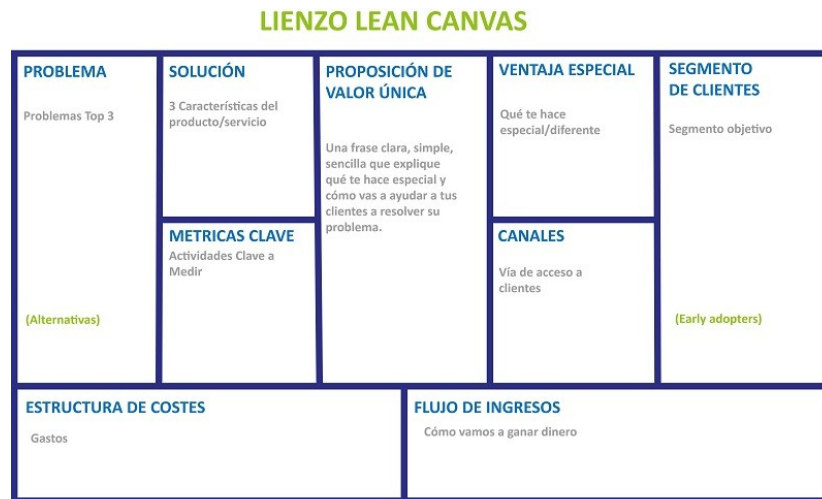 LIENZO LEAN CANVAS
PROBLEMA
Problemas Top 3
(Alternativas)
SOLUCIÓN
3 Características del
producto/servicio
METRICAS CLAVE
Actividades Clave a
Medir
PROPOSICIÓN DE
VALOR ÚNICA
Una frase clara, simple,
sencilla que explique
qué te hace especial y
cómo vas a ayudar a tus
clientes a resolver su
problema.
VENTAJA ESPECIAL
Qué te hace
especial/diferente
CANALES
Vía de acceso a
clientes
SEGMENTO
DE CLIENTES
Segmento objetivo
(Early adopters)
ESTRUCTURA DE COSTES
Gastos
FLUJO DE INGRESOS
Cómo vamos a ganar dinero